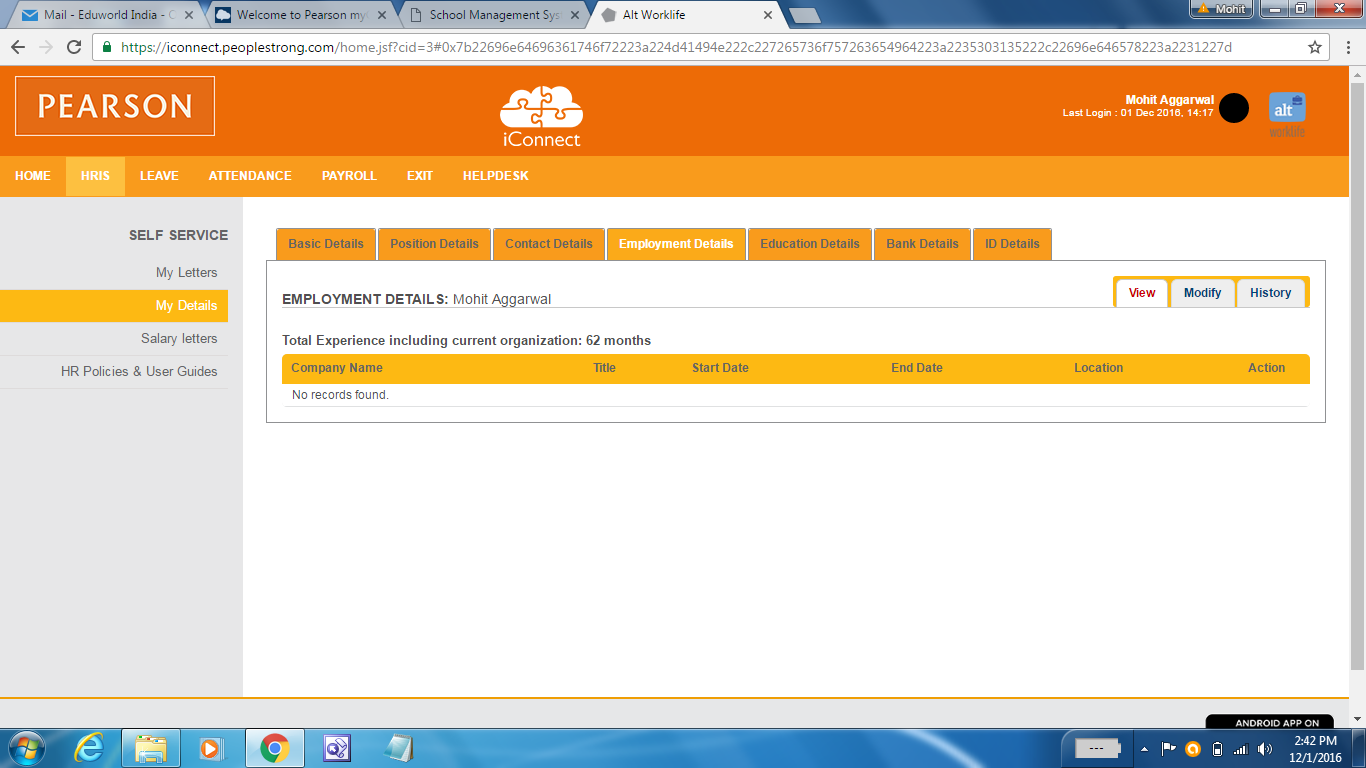 Mail - Eduworld India - C
Welcome to Pearson my
School Management Sys
Alt Worklife
Mohit
https://iconnect.peoplestrong.com/home.jsf?cid=3#0x7b22696e64696361746f72223a224d41494e222c227265736f757263654964223a2235303135222c22696e646578223a2231227d
PEARSON
iConnect
Mohit Aggarwal
Last Login : 01 Dec 2016, 14:17
alt
worklife
HOME HRIS LEAVE ATTENDANCE PAYROLL EXIT HELPDESK
SELF SERVICE
My Letters
My Details
Salary letters
HR Policies & User Guides
Basic Details Position Details Contact Details Employment Details Education Details Bank Details ID Details
EMPLOYMENT DETAILS: Mohit Aggarwal
View Modify History
Total Experience including current organization: 62 months
Company Name Title Start Date End Date Location Action
No records found.
ANDROID APP ON
---
2:42 PM
12/1/2016